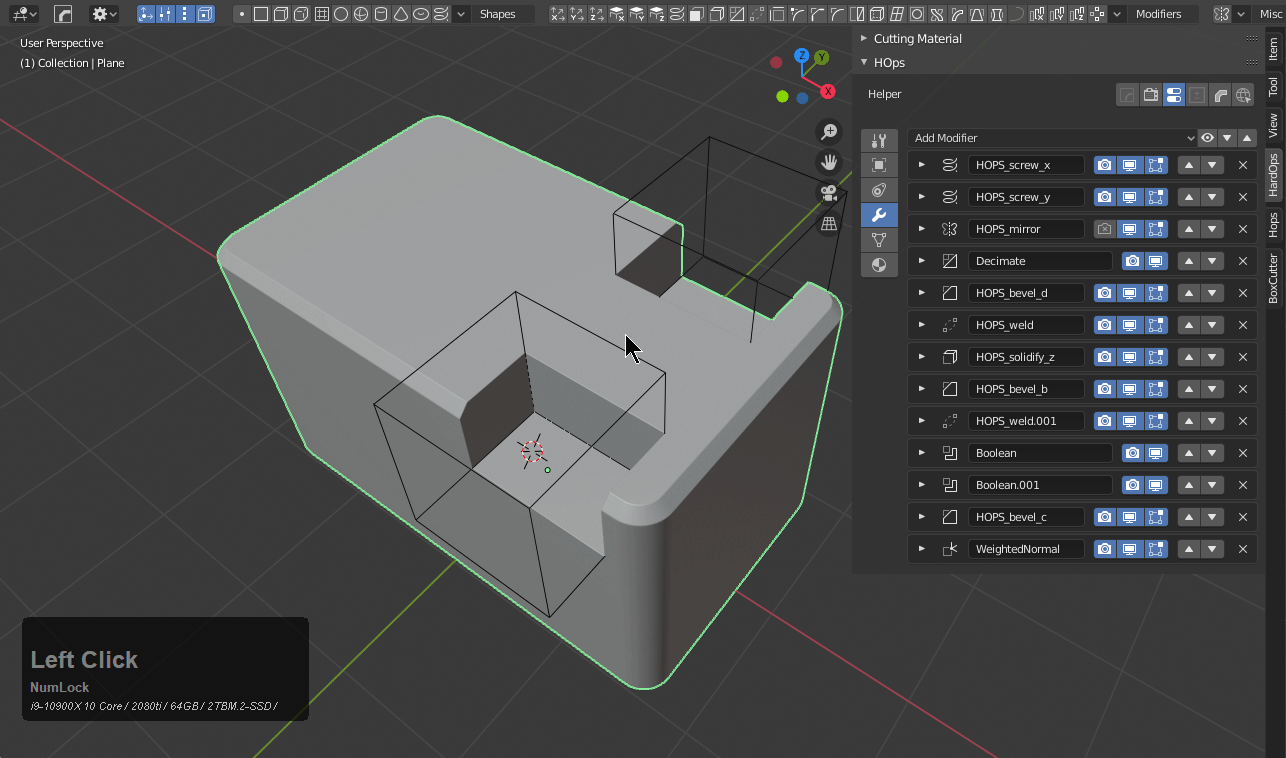 Shapes
Modifiers
Misc
User Perspective
(1) Collection | Plane
Z
Y
X
Cutting Material
HOps
Helper
Add Modifier
HOPS_screw_x
HOPS_screw_y
HOPS_mirror
Decimate
HOPS_bevel_d
HOPS_weld
HOPS_solidify_z
HOPS_bevel_b
HOPS_weld.001
Boolean
Boolean.001
HOPS_bevel_c
WeightedNormal
Item
Tool
View
HardOps
Hops
BoxCutter
Left Click
NumLock
i9-10900X 10 Core / 2080ti / 64GB / 2TBM.2-SSD /